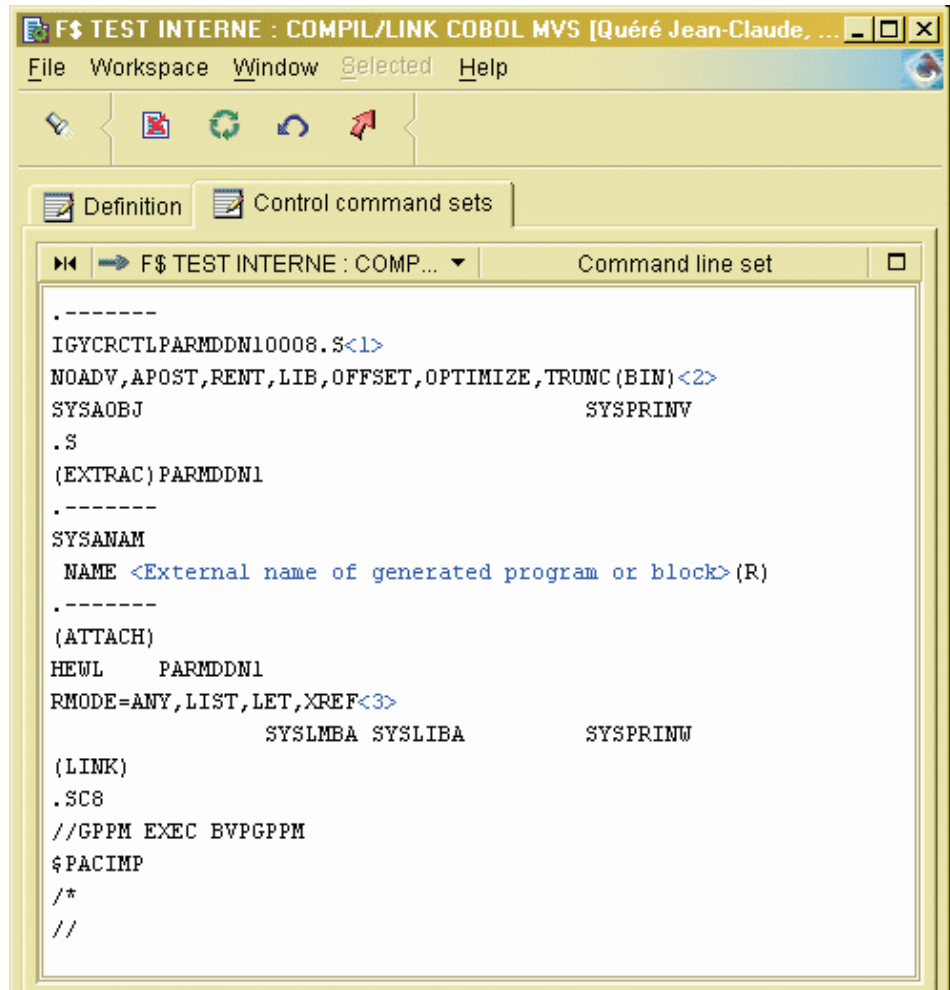 F$ TEST INTERNE : COMPIL/LINK COBOL MVS [Quéré Jean-Claude, ...
File Workspace Window Selected Help
Definition Control command sets
F$ TEST INTERNE : COMP... Command line set
.-------
IGYCRCTLPARMDDN10008.S<1>
NOADV,APOST,RENT,LIB,OFFSET,OPTIMIZE,TRUNC(BIN)<2>
SYSAOBJ SYSPRINV
.S
(EXTRAC)PARMDDN1
.-------
SYSANAM
NAME <External name of generated program or block>(R)
.-------
(ATTACH)
HEWL PARMDDN1
RMODE=ANY,LIST,LET,XREF<3>
SYSLMBA SYSLIBA SYSPRINW
(LINK)
.SC8
//GPPM EXEC BVPGPPM
$PACIMP
/*
//